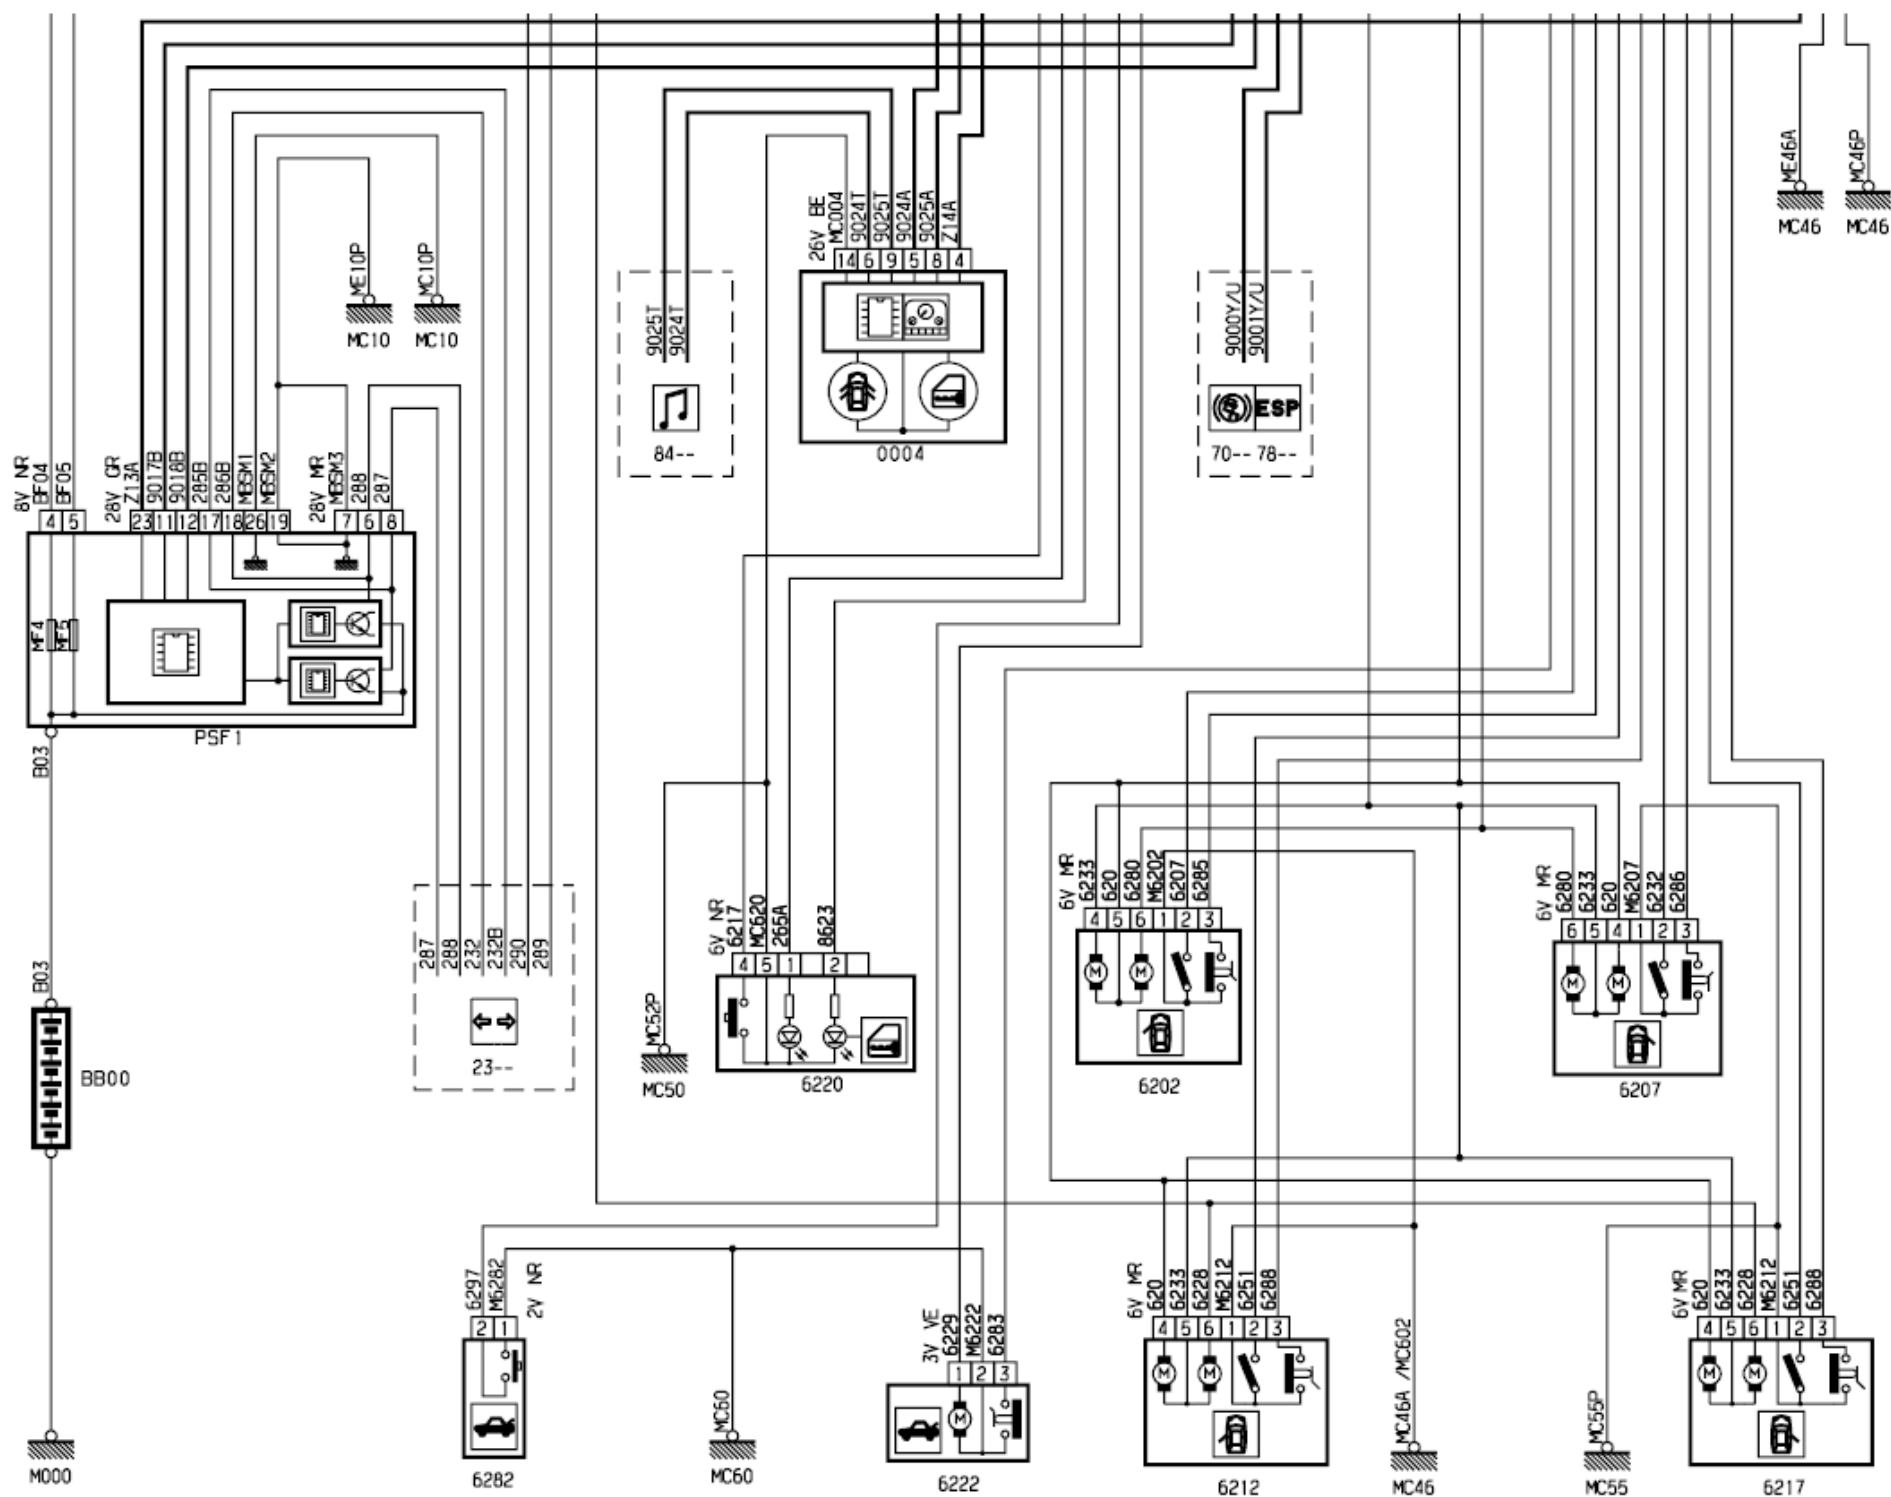 ME46A
MC46P
MC46
MC46
26V BE
MC004
9024T
9025T
9024A
9025A
Z14A
14 6 9 5 8 4
ME10P
MC10P
MC10
MC10
9025T
9024T
84--
0004
9000Y/U
9001Y/U
ESP
70-- 78--
8V NR
BF04
BF05
28V GR
Z13A
9017B
9018B
285B
286B
MBSM1
MBSM2
28V MR
MBSM3
288
287
4 5
23 11 12 17 18 26 19
7 6 8
MF4
MF5
PSF1
B03
B03
BB00
M000
287
288
232
232B
290
289
23--
MC52P
MC50
6V NR
6217
MC620
265A
8623
4 5 1 2
6220
6V MR
6233
620
6280
M6202
6207
6285
4 5 6 1 2 3
M M
6202
6V MR
6280
6233
620
M6207
6232
6286
6 5 4 1 2 3
M M
6207
6297
M6282
2V NR
2 1
6282
MC60
MC60
3V VE
6229
M6222
6283
1 2 3
M
6222
6V MR
620
6233
6228
M6212
6251
6288
4 5 6 1 2 3
M M
6212
MC46A /MC602
MC46
MC55P
MC55
6V MR
620
6233
6228
M6212
6251
6288
4 5 6 1 2 3
M M
6217